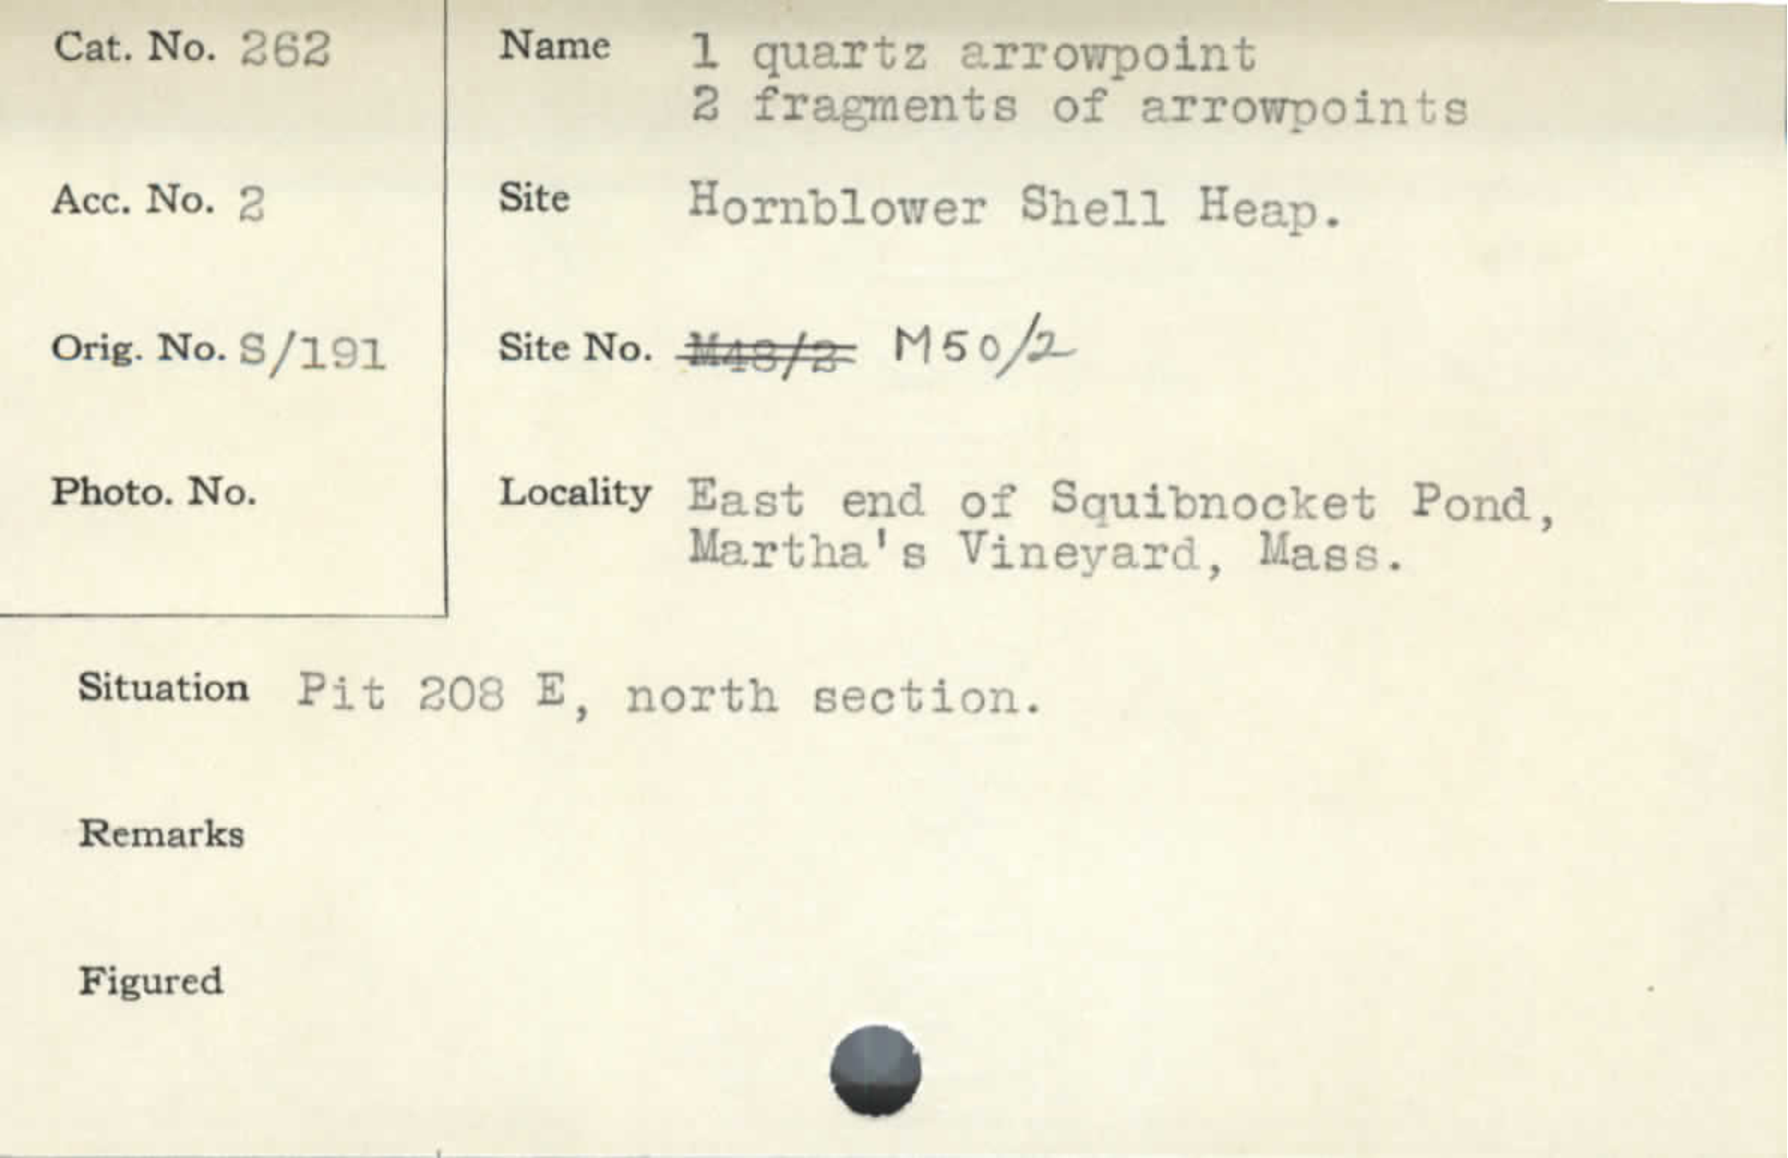 Cat. No. 262
Name 1 quartz arrowpoint
2 fragments of arrowpoints
Acc. No. 2
Site Hornblower Shell Heap.
Orig. No. S/191
Site No. M48/2 M50/2
Photo. No.
Locality East end of Squibnocket Pond,
Martha's Vineyard, Mass.
Situation Pit 208 E, north section.
Remarks
Figured